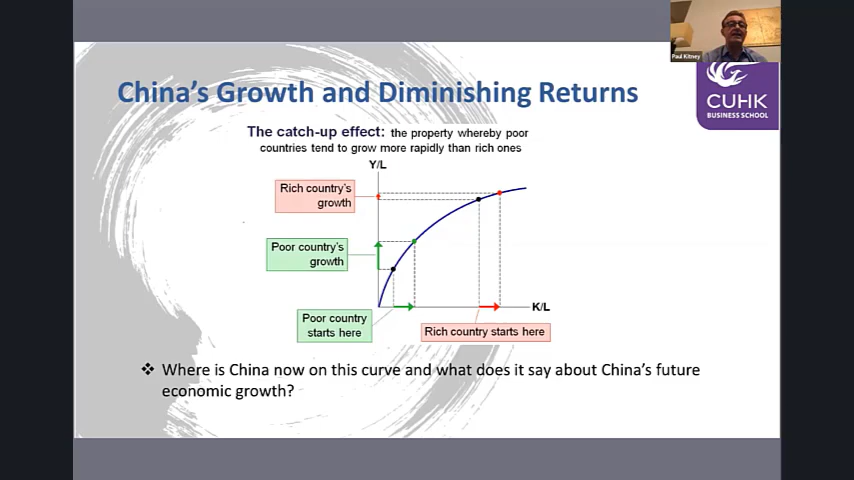 Paul Kitney
China's Growth and Diminishing Returns
CUHK
BUSINESS SCHOOL
The catch-up effect: the property whereby poor
countries tend to grow more rapidly than rich ones
Y/L
Rich country's
growth
Poor country's
growth
K/L
Poor country
starts here
Rich country starts here
❖ Where is China now on this curve and what does it say about China's future
economic growth?